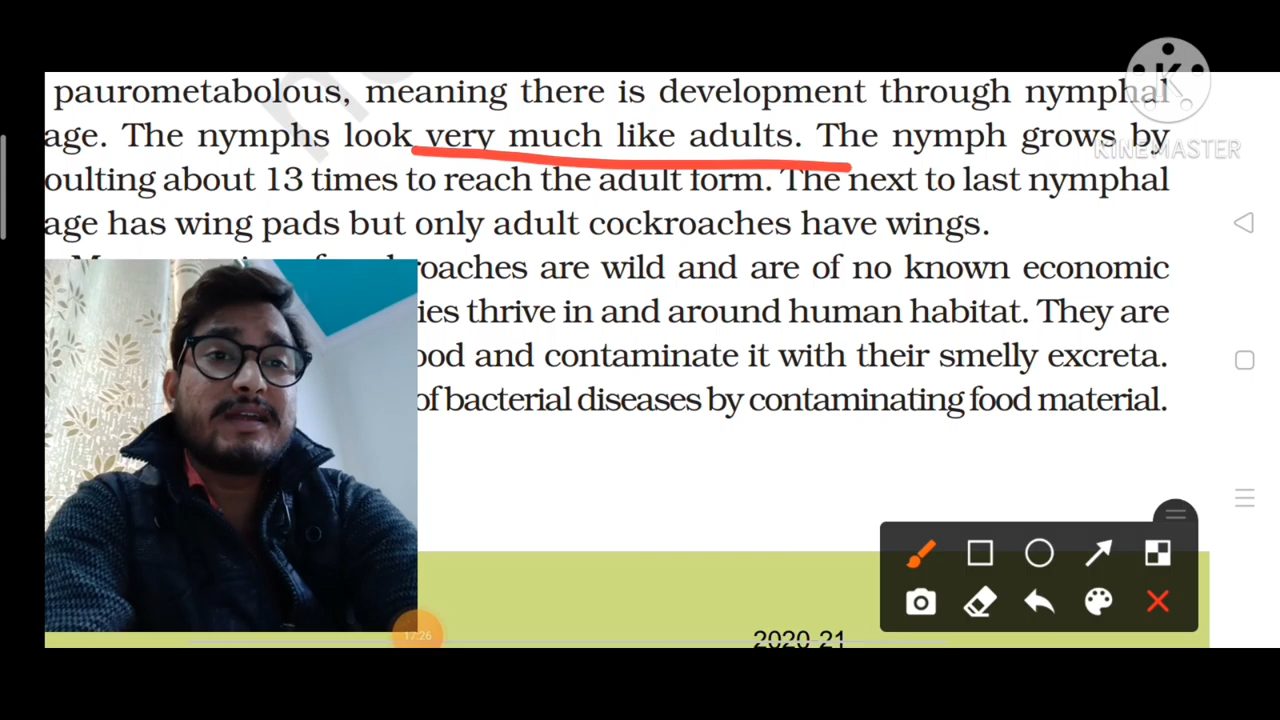 paurometabolous, meaning there is development through nymphal
age. The nymphs look very much like adults. The nymph grows by
oulting about 13 times to reach the adult form. The next to last nymphal
age has wing pads but only adult cockroaches have wings.
roaches are wild and are of no known economic
ies thrive in and around human habitat. They are
ood and contaminate it with their smelly excreta.
of bacterial diseases by contaminating food material.
K
KINEMASTER
17:26
2020-21